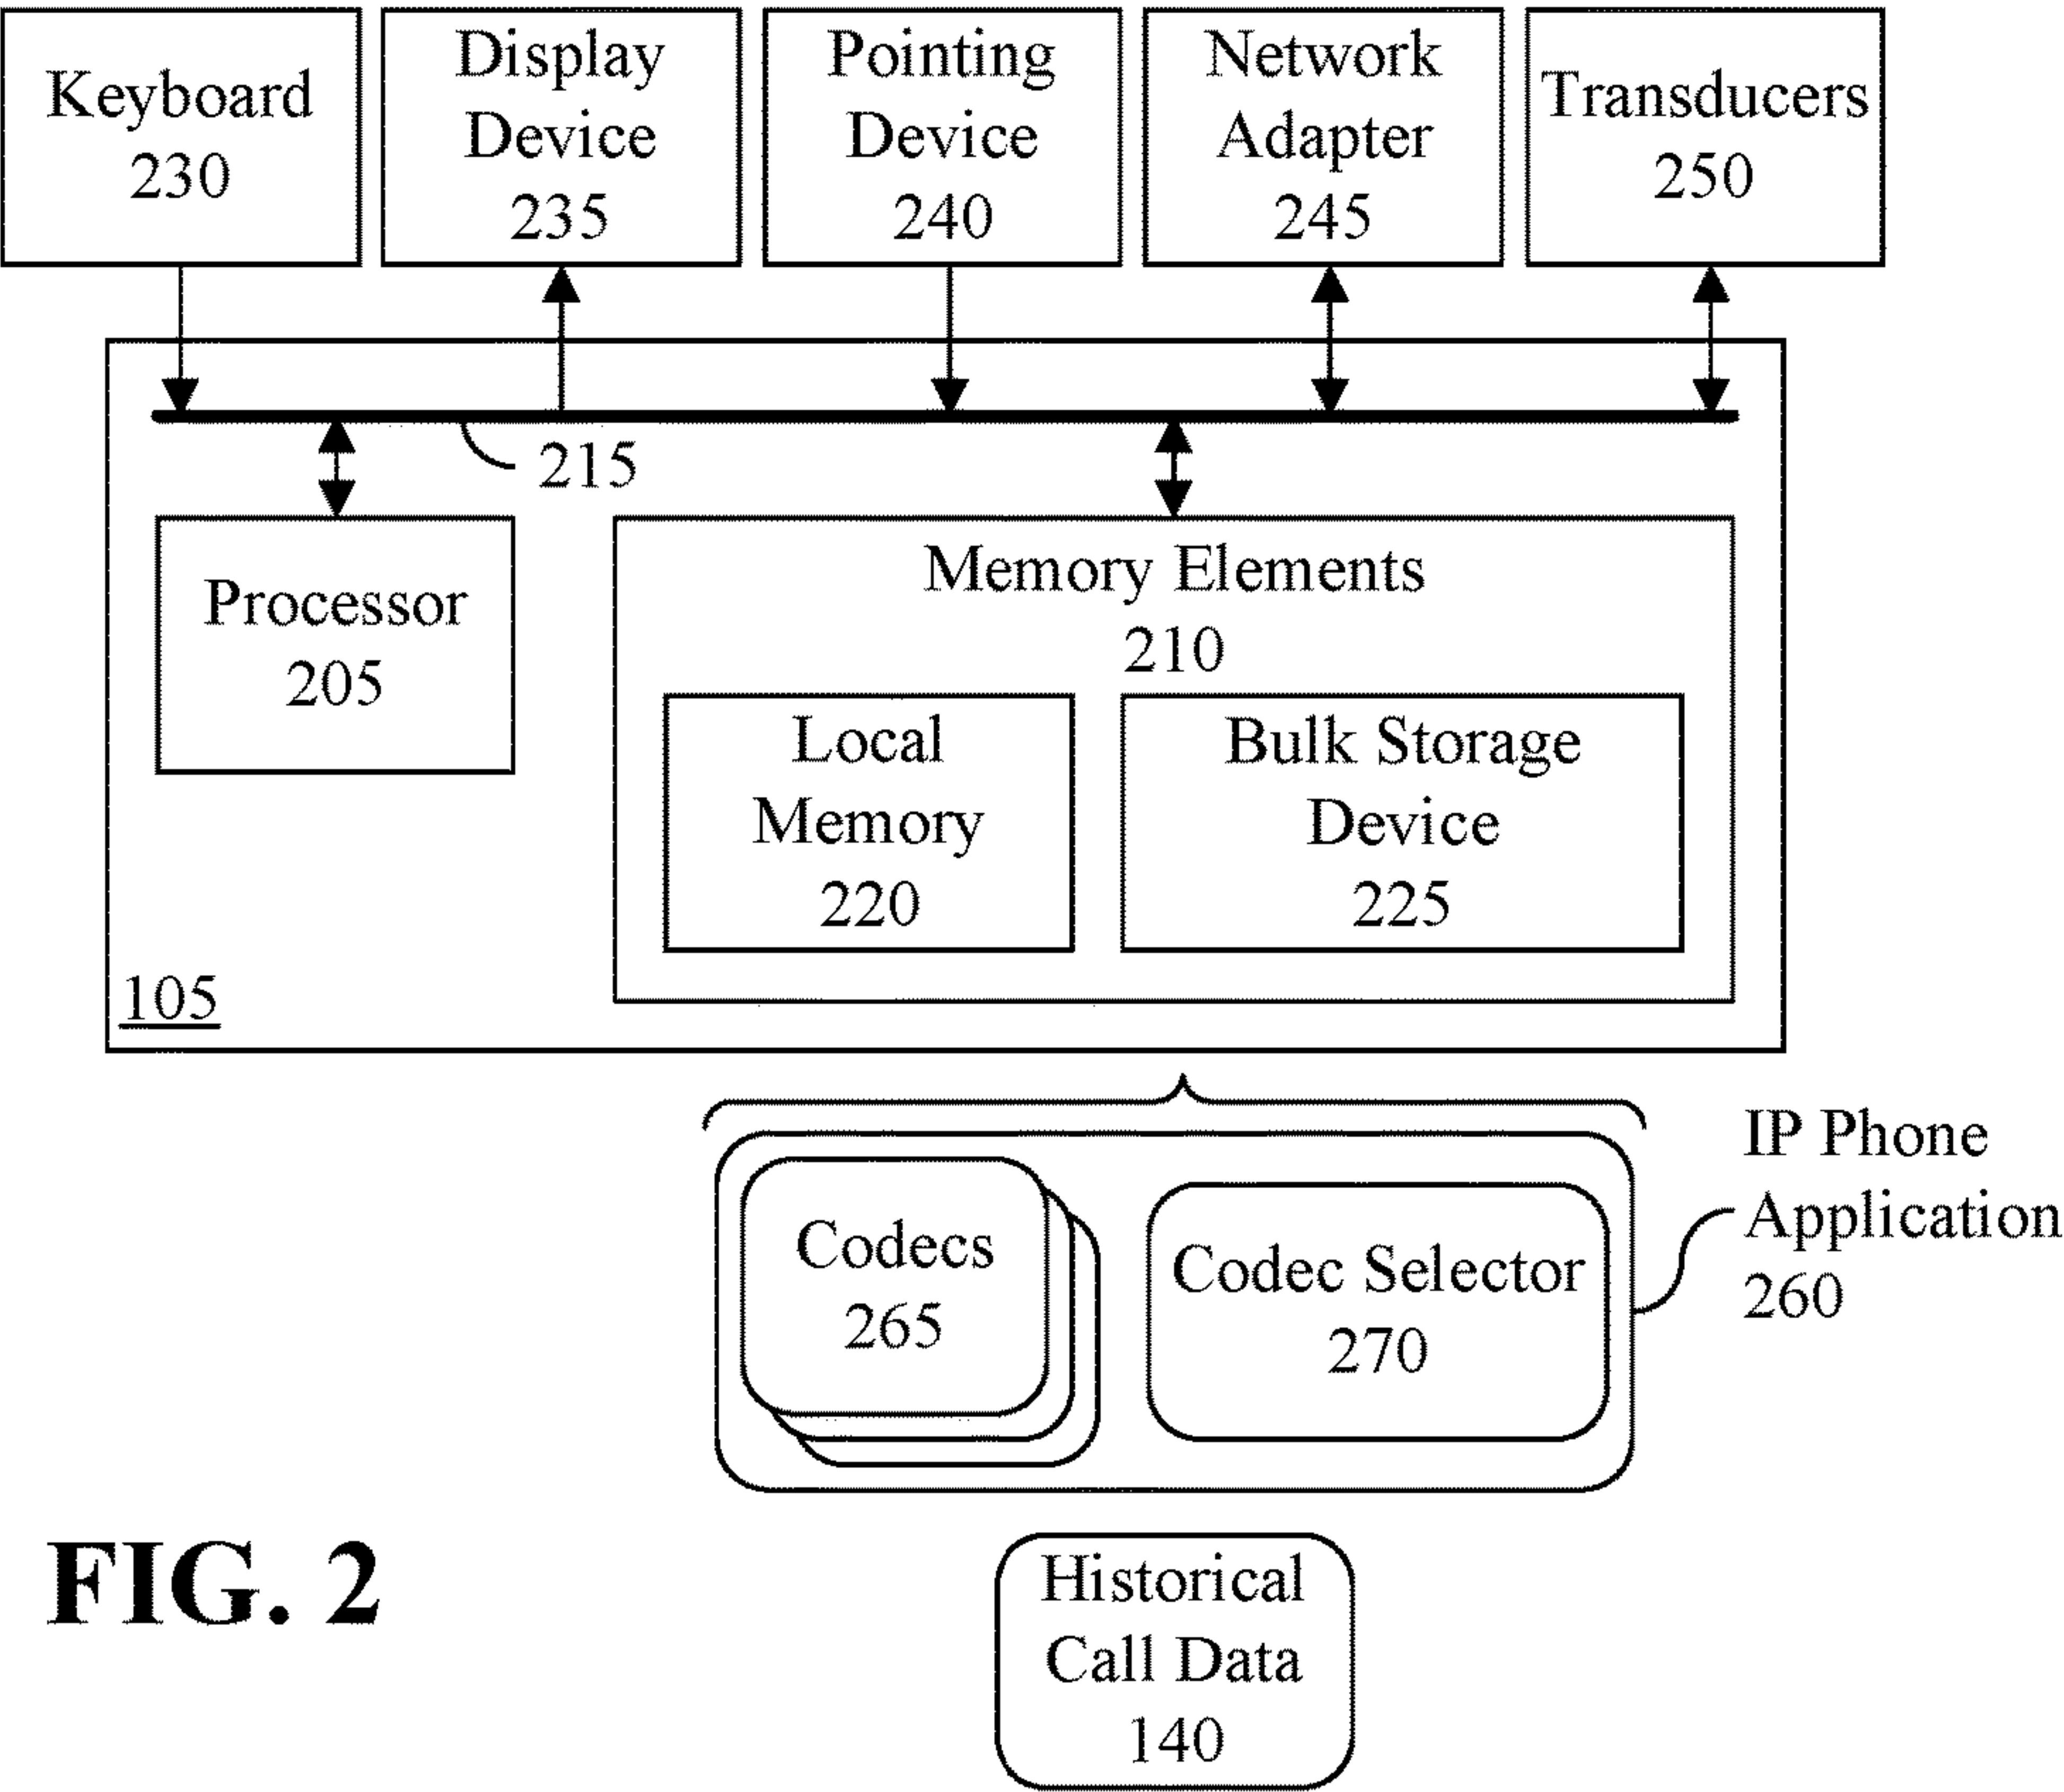 Keyboard
230
Display
Device
235
Pointing
Device
240
Network
Adapter
245
Transducers
250
215
Processor
205
Memory Elements
210
Local
Memory
220
Bulk Storage
Device
225
105
Codecs
265
Codec Selector
270
IP Phone
Application
260
Historical
Call Data
140
FIG. 2